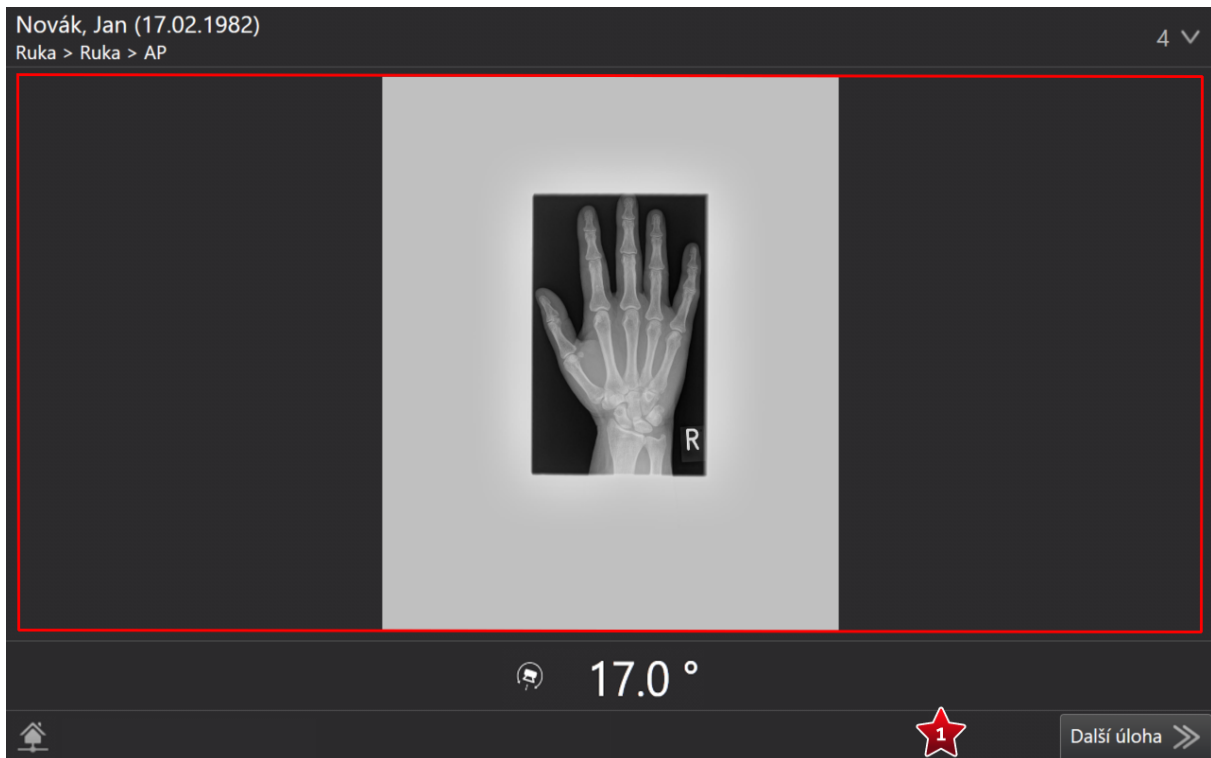 Novák, Jan (17.02.1982)
Ruka > Ruka > AP
4
R
17.0 °
1
Další úloha